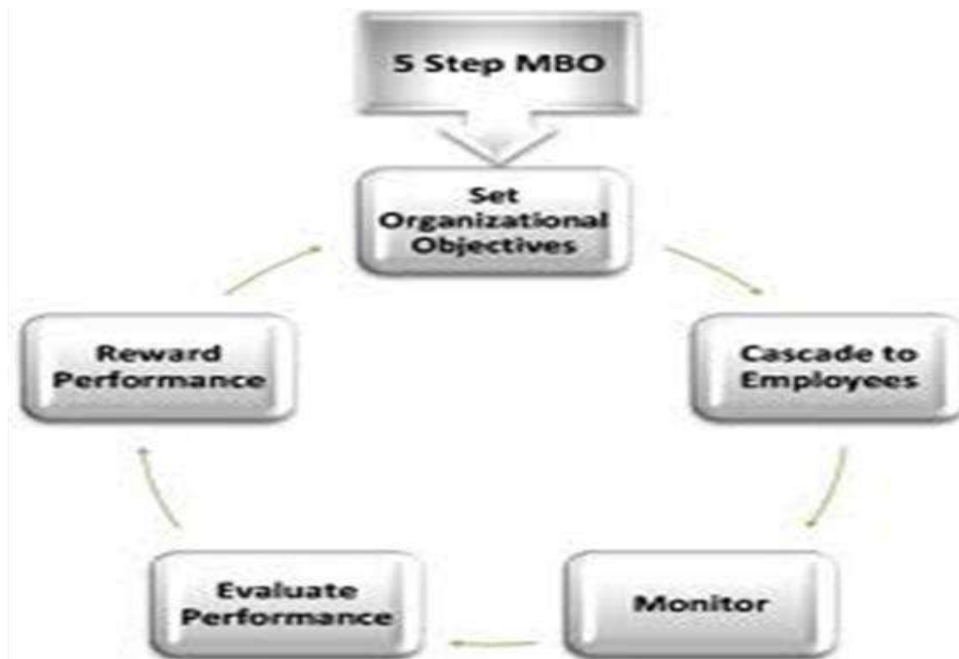 5 Step MBO
Set
Organizational
Objectives
Cascade to
Employees
Monitor
Evaluate
Performance
Reward
Performance